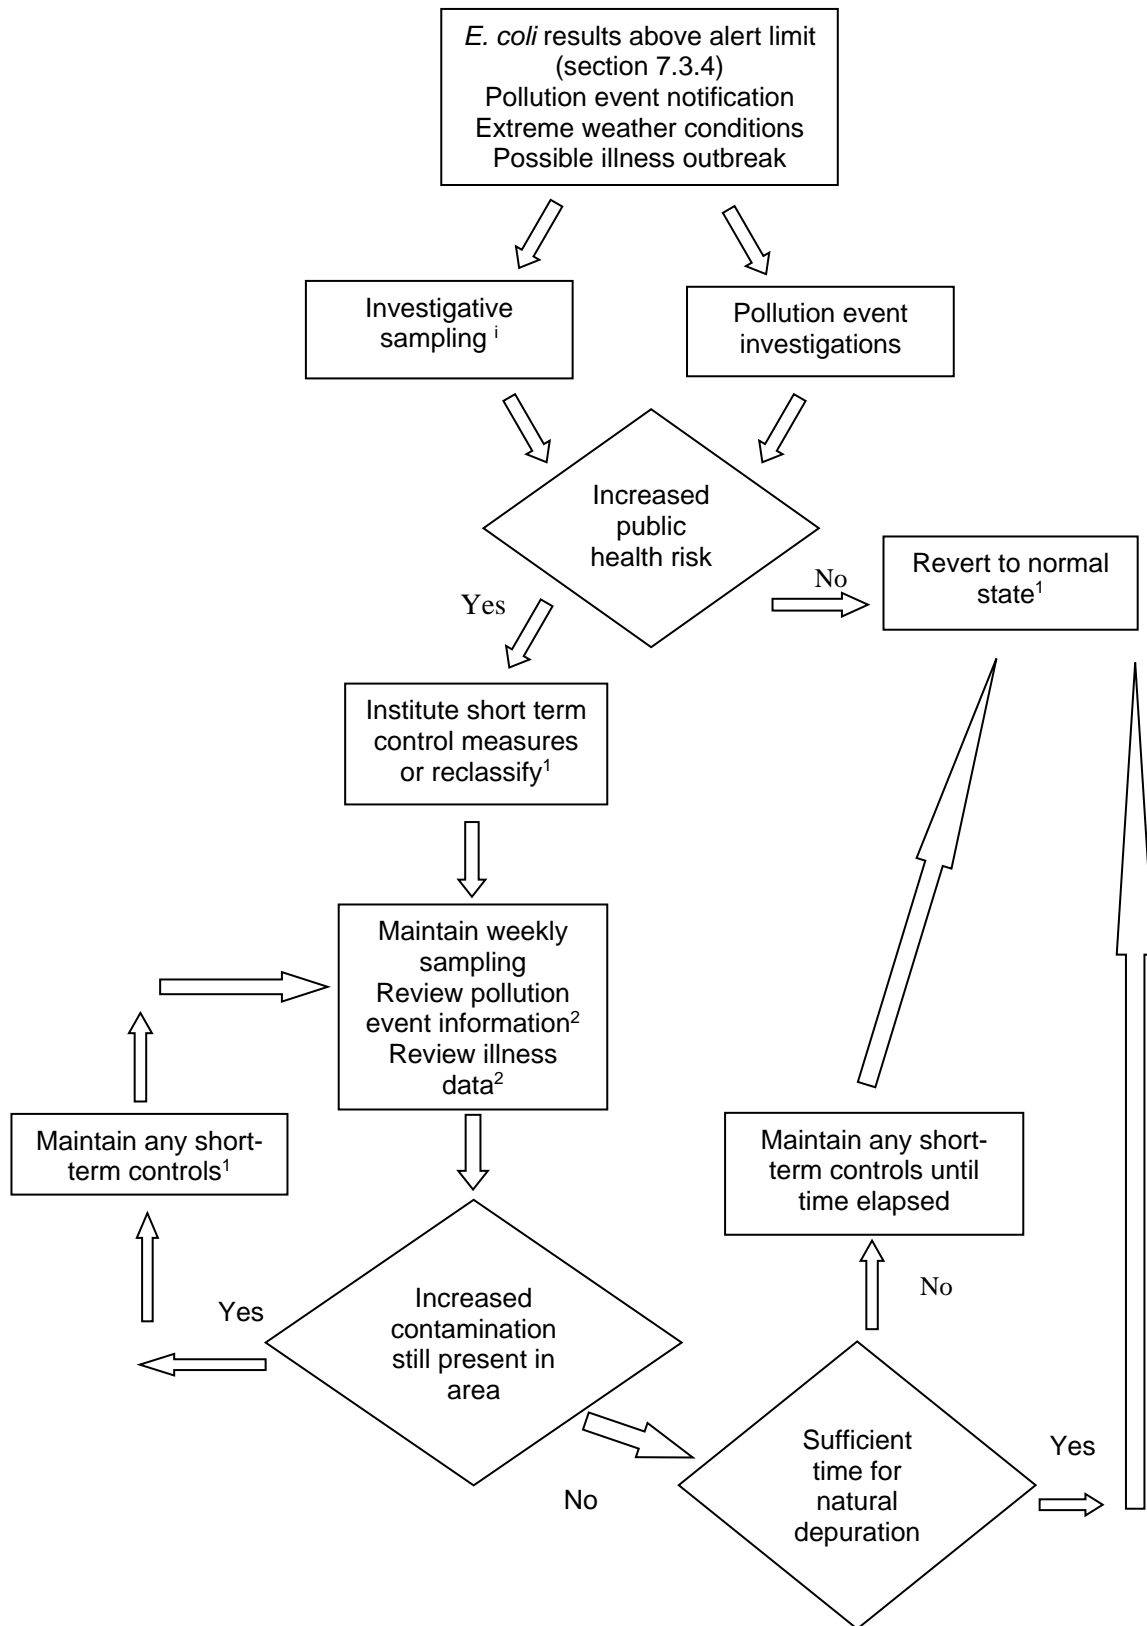 E. coli results above alert limit
(section 7.3.4)
Pollution event notification
Extreme weather conditions
Possible illness outbreak
Investigative
sampling i
Pollution event
investigations
Increased
public
health risk
No
Revert to normal
state1
Yes
Institute short term
control measures
or reclassify1
Maintain weekly
sampling
Review pollution
event information2
Review illness
data2
Maintain any short-
term controls1
Maintain any short-
term controls until
time elapsed
No
Yes
Increased
contamination
still present in
area
No
Sufficient
time for
natural
depuration
Yes